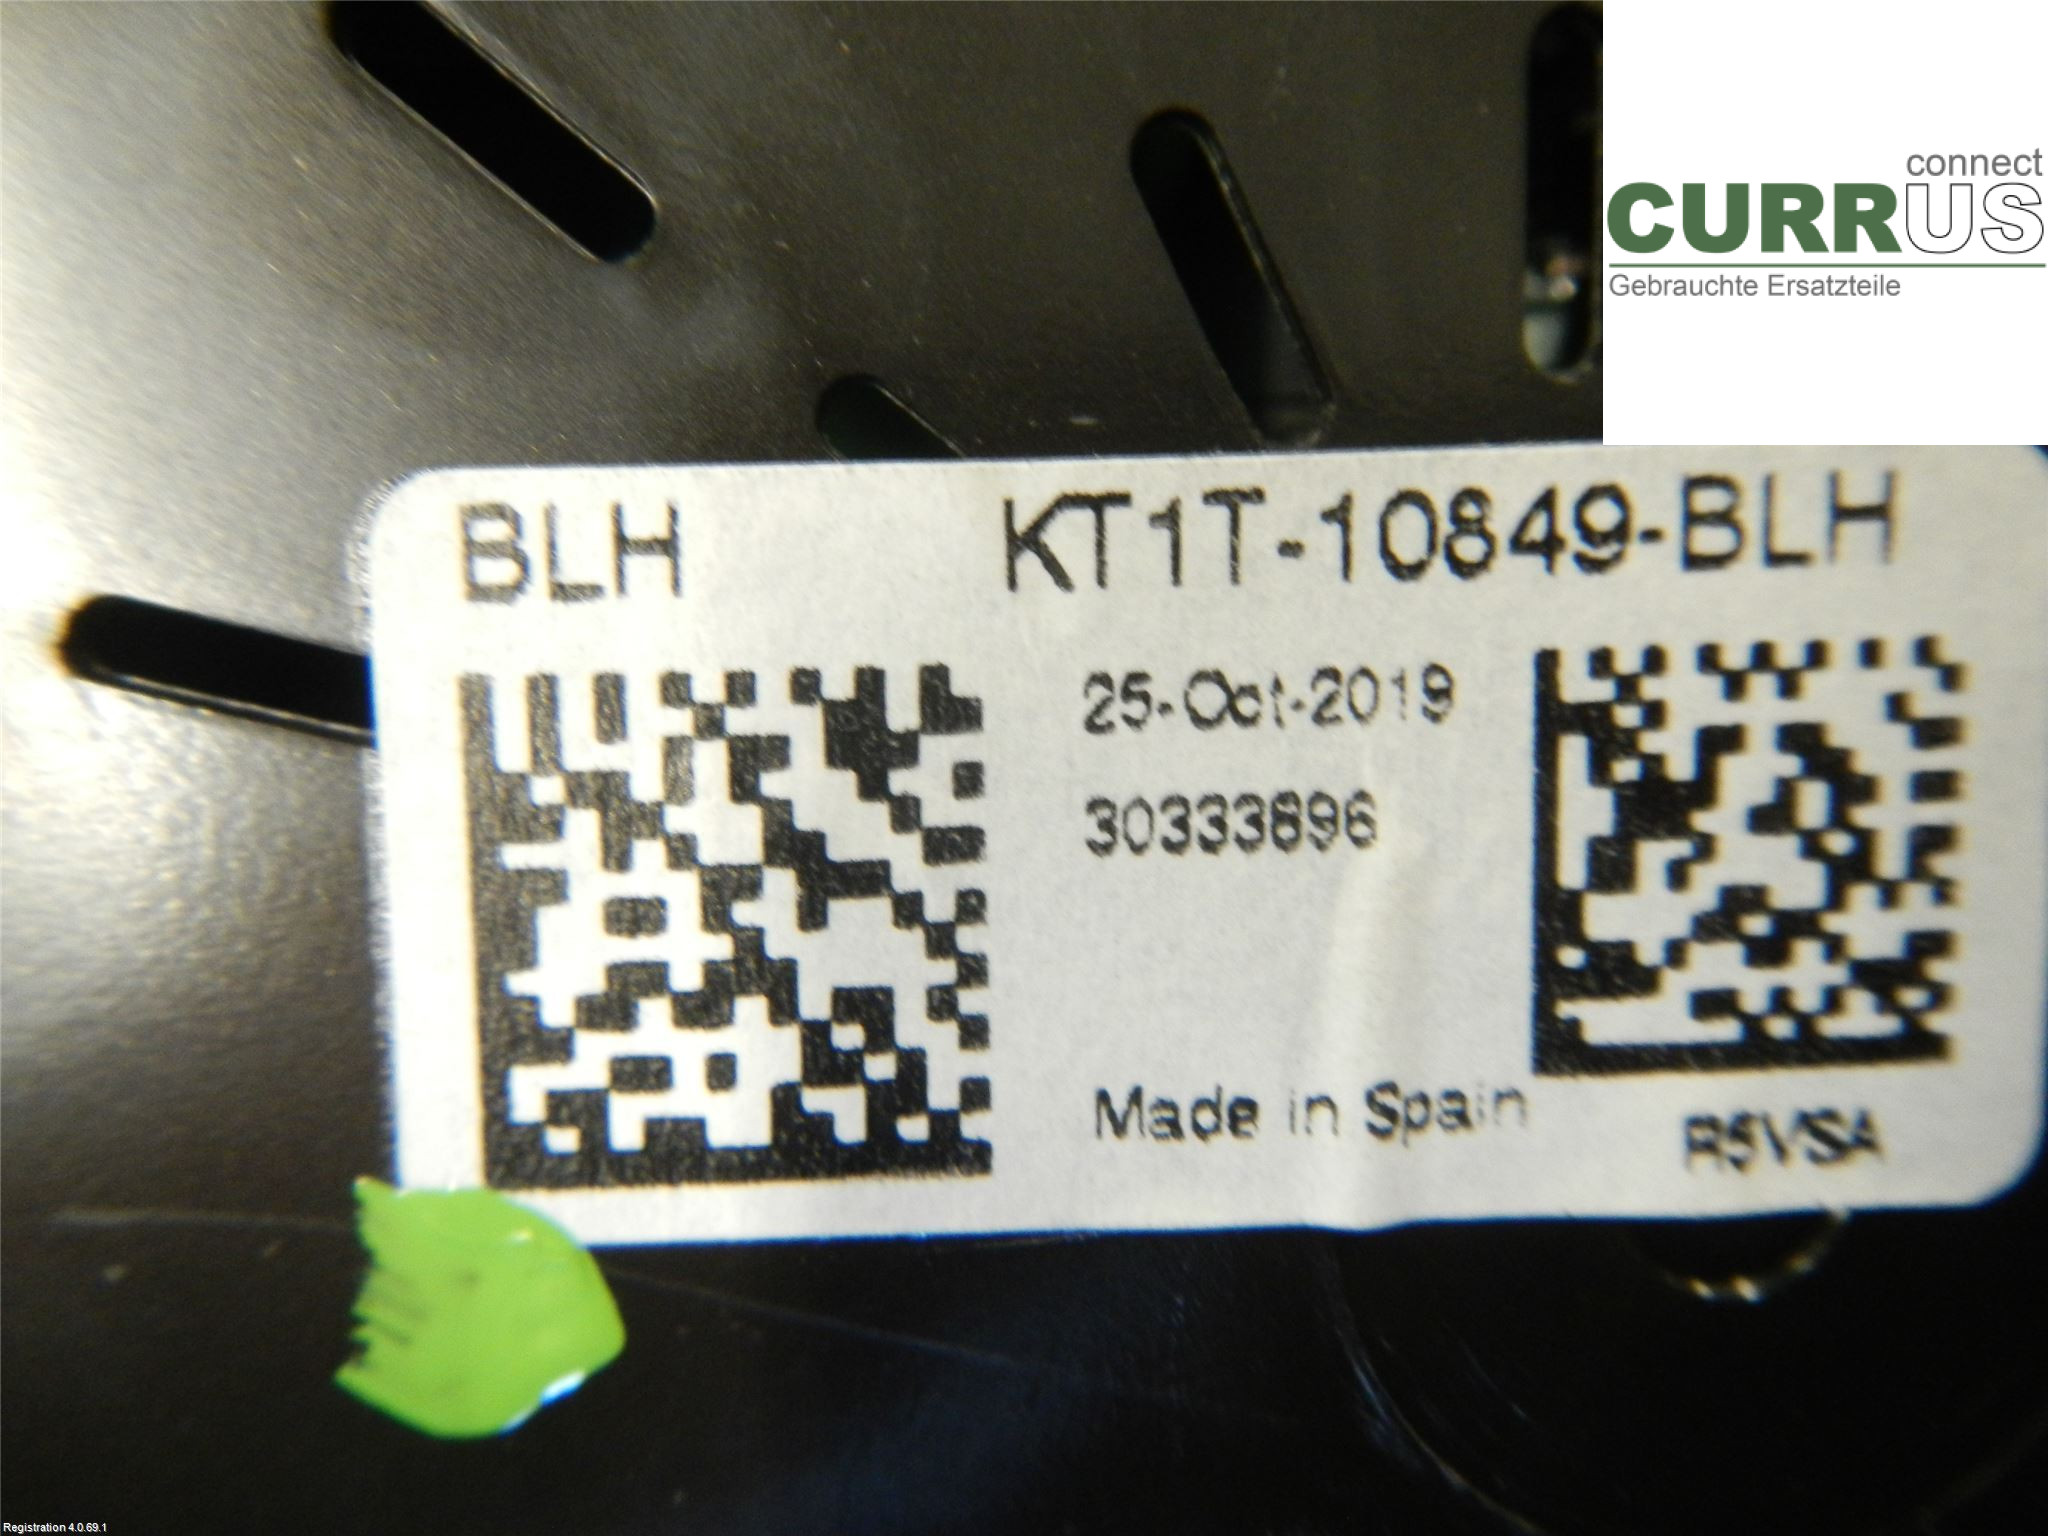 connect
CURRUS
Gebrauchte Ersatzteile
BLH KT1T-10849-BLH
25-Oct-2019
30333896
Made in Spain
R5VSA
Registration 4.0.69.1